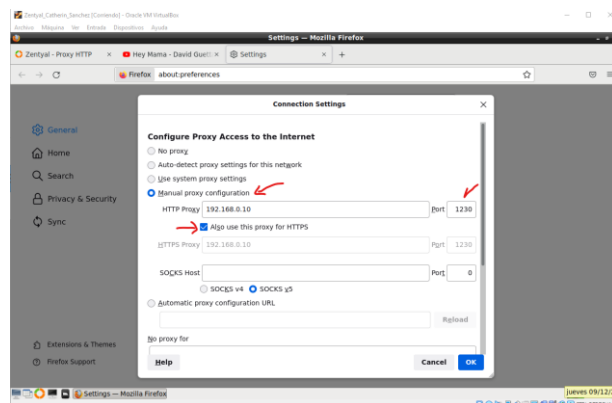 Zentyal_Catherin_Sanchez [Corriendo] - Oracle VM VirtualBox
Archivo Máquina Ver Entrada Dispositivos Ayuda
Settings — Mozilla Firefox
Zentyal - Proxy HTTP
Hey Mama - David Guett
Settings
Firefox about:preferences
Connection Settings
General
Home
Search
Privacy & Security
Sync
Extensions & Themes
Firefox Support
Configure Proxy Access to the Internet
No proxy
Auto-detect proxy settings for this network
Use system proxy settings
Manual proxy configuration
HTTP Proxy 192.168.0.10 Port 1230
Also use this proxy for HTTPS
HTTPS Proxy 192.168.0.10 Port 1230
SOCKS Host Port 0
SOCKS v4 SOCKS v5
Automatic proxy configuration URL
Reload
No proxy for
Help Cancel OK
Settings — Mozilla Firefox
jueves 09/12/